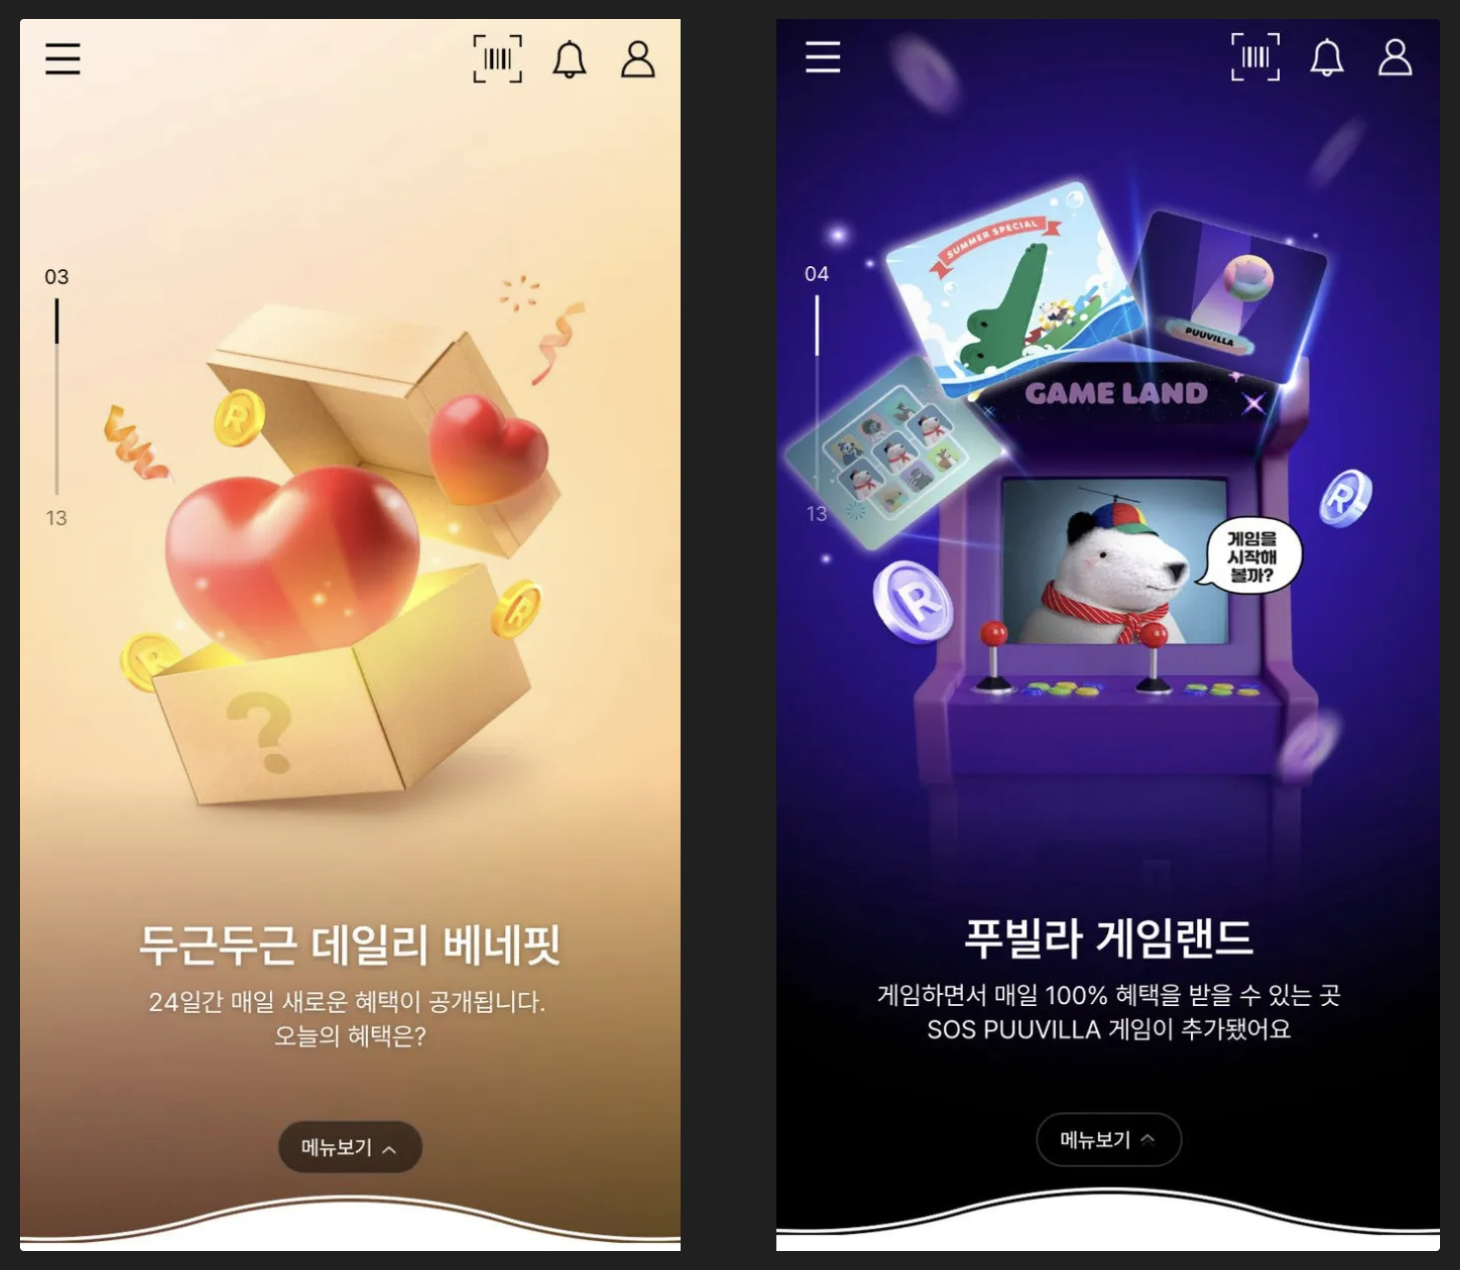 03
13
R
R
R
?
두근두근 데일리 베네핏
24일간 매일 새로운 혜택이 공개됩니다.
오늘의 혜택은?
메뉴보기
04
13
SUMMER SPECIAL
PUUVILLA
GAME LAND
게임을
시작해
볼까?
R
R
푸빌라 게임랜드
게임하면서 매일 100% 혜택을 받을 수 있는 곳
SOS PUUVILLA 게임이 추가됐어요
메뉴보기